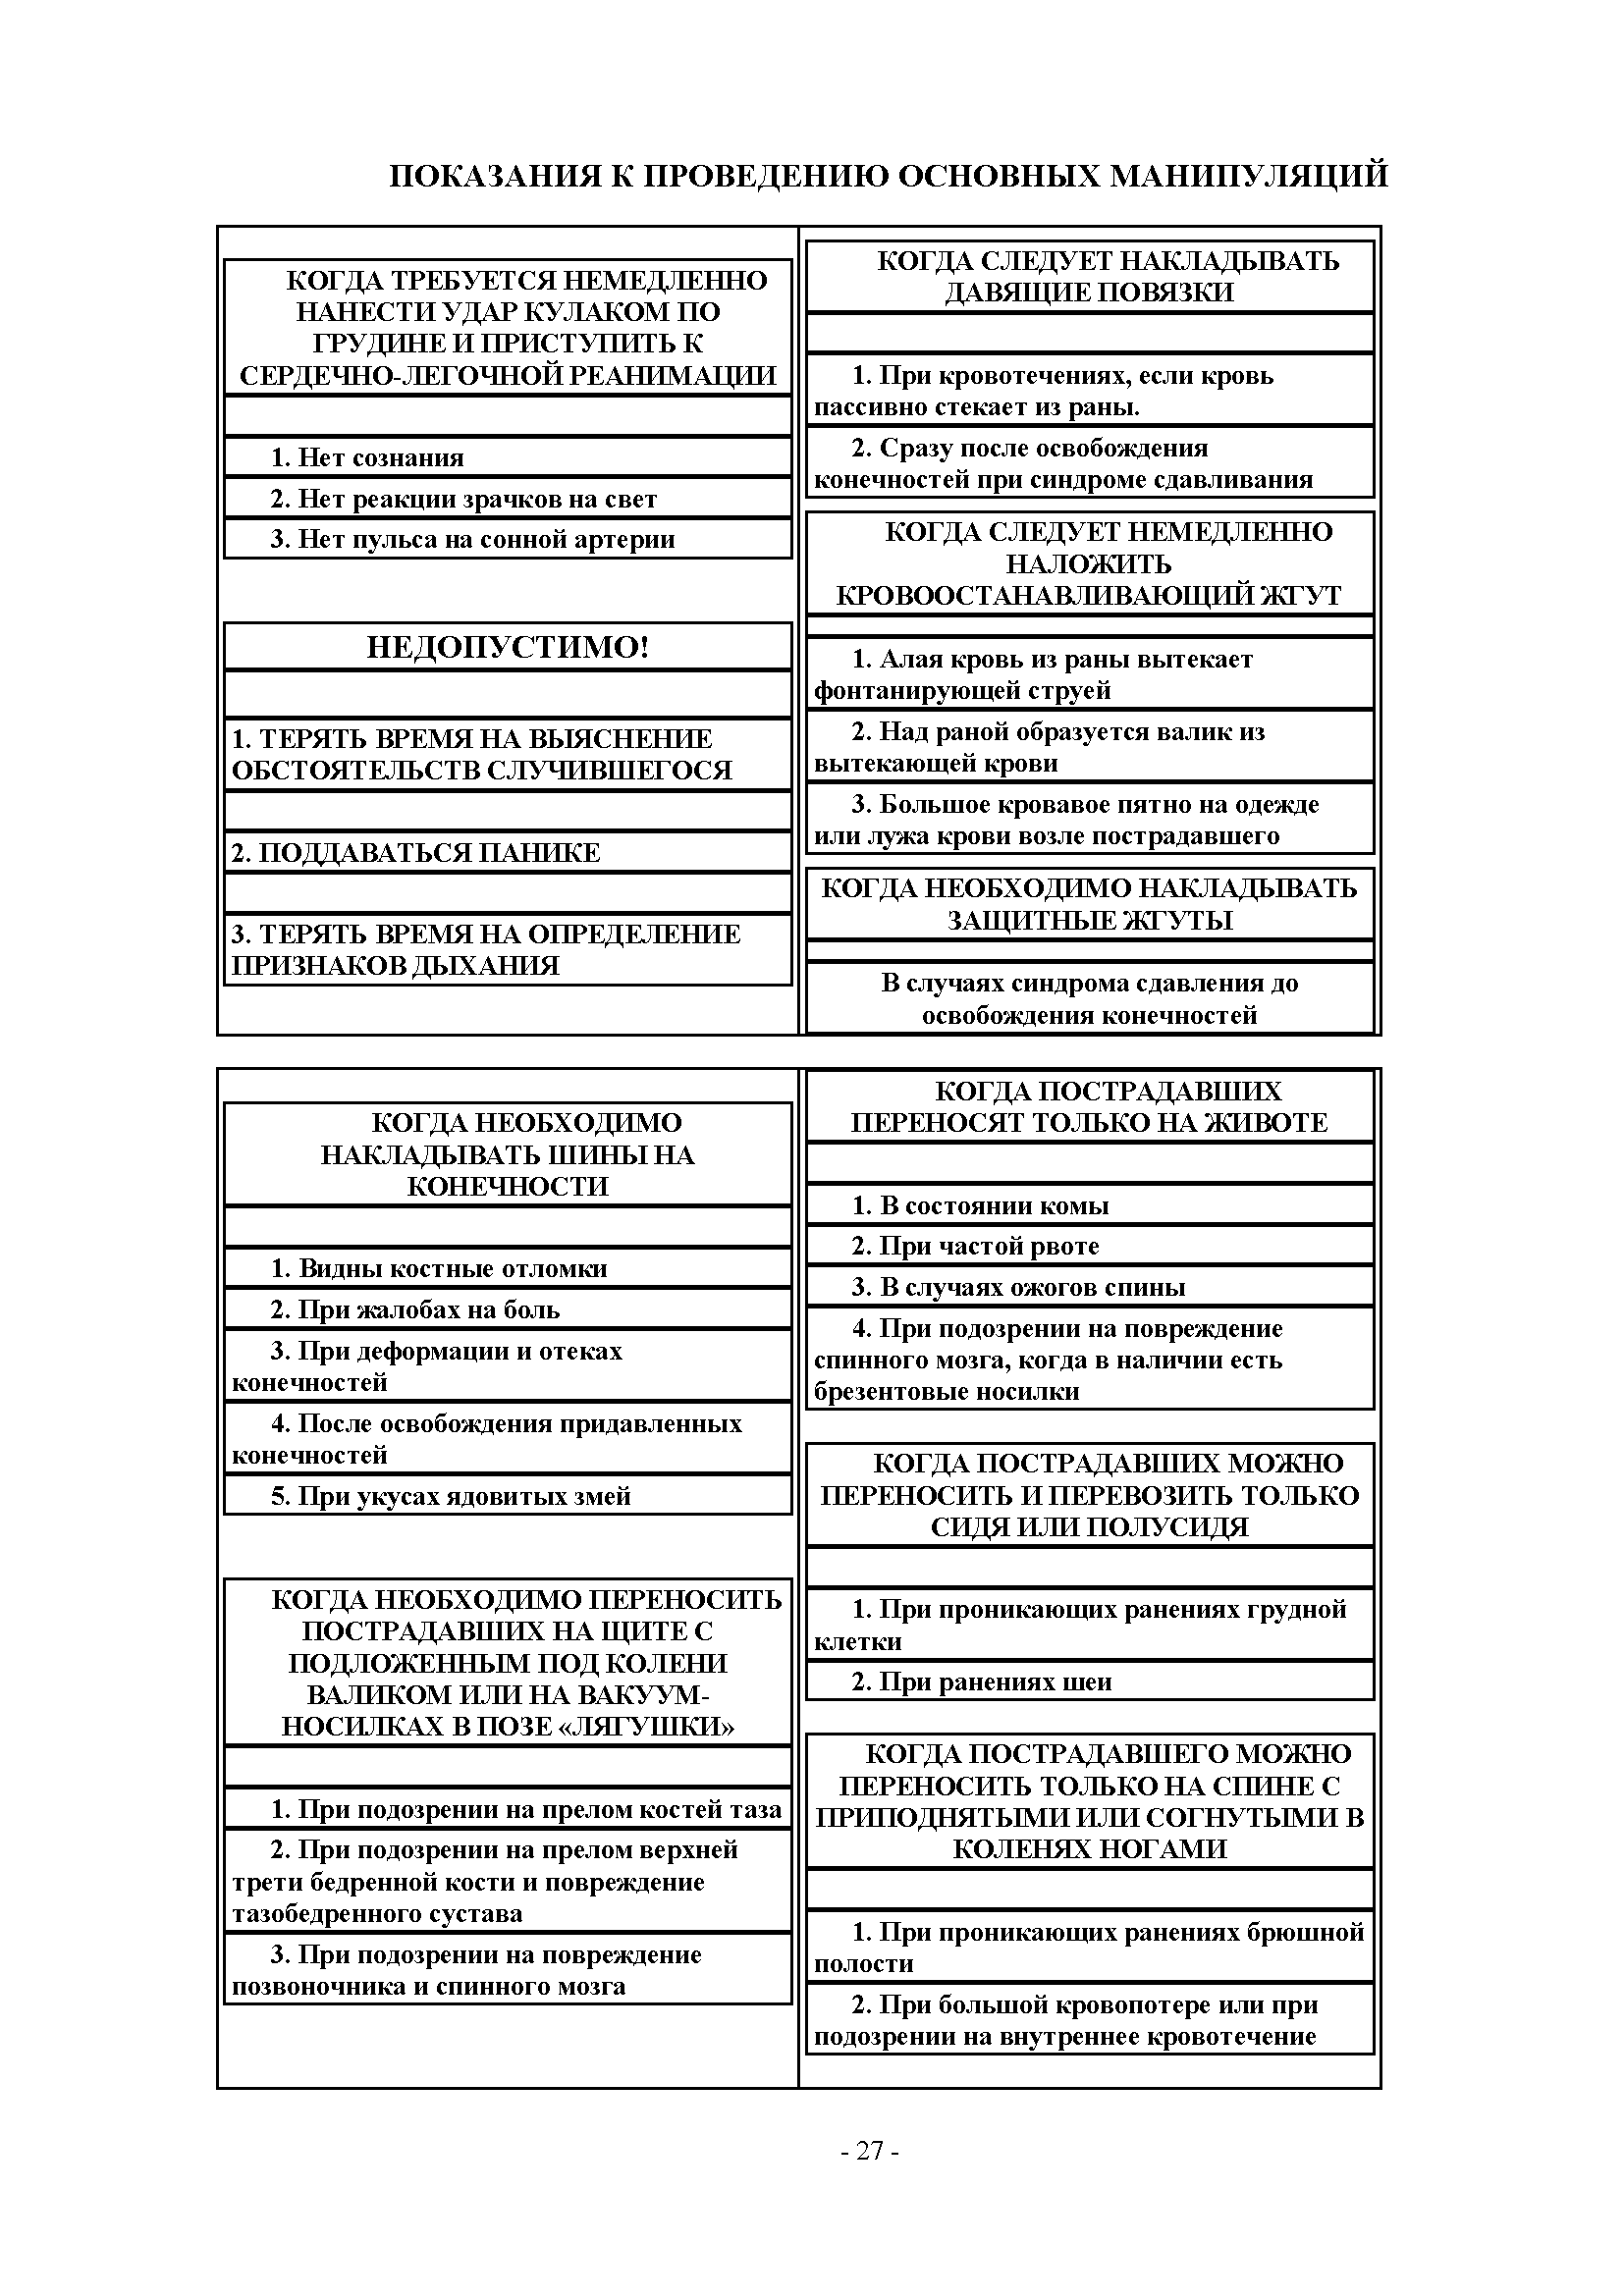 ПОКАЗАНИЯ К ПРОВЕДЕНИЮ ОСНОВНЫХ МАНИПУЛЯЦИЙ
КОГДА ТРЕБУЕТСЯ НЕМЕДЛЕННО
НАНЕСТИ УДАР КУЛАКОМ ПО
ГРУДИНЕ И ПРИСТУПИТЬ К
СЕРДЕЧНО-ЛЕГОЧНОЙ РЕАНИМАЦИИ
1. Нет сознания
2. Нет реакции зрачков на свет
3. Нет пульса на сонной артерии
НЕДОПУСТИМО!
1. ТЕРЯТЬ ВРЕМЯ НА ВЫЯСНЕНИЕ
ОБСТОЯТЕЛЬСТВ СЛУЧИВШЕГОСЯ
2. ПОДДАВАТЬСЯ ПАНИКЕ
3. ТЕРЯТЬ ВРЕМЯ НА ОПРЕДЕЛЕНИЕ
ПРИЗНАКОВ ДЫХАНИЯ
КОГДА СЛЕДУЕТ НАКЛАДЫВАТЬ
ДАВЯЩИЕ ПОВЯЗКИ
1. При кровотечениях, если кровь
пассивно стекает из раны.
2. Сразу после освобождения
конечностей при синдроме сдавливания
КОГДА СЛЕДУЕТ НЕМЕДЛЕННО
НАЛОЖИТЬ
КРОВООСТАНАВЛИВАЮЩИЙ ЖГУТ
1. Алая кровь из раны вытекает
фонтанирующей струей
2. Над раной образуется валик из
вытекающей крови
3. Большое кровавое пятно на одежде
или лужа крови возле пострадавшего
КОГДА НЕОБХОДИМО НАКЛАДЫВАТЬ
ЗАЩИТНЫЕ ЖГУТЫ
В случаях синдрома сдавления до
освобождения конечностей
КОГДА НЕОБХОДИМО
НАКЛАДЫВАТЬ ШИНЫ НА
КОНЕЧНОСТИ
1. Видны костные отломки
2. При жалобах на боль
3. При деформации и отеках
конечностей
4. После освобождения придавленных
конечностей
5. При укусах ядовитых змей
КОГДА НЕОБХОДИМО ПЕРЕНОСИТЬ
ПОСТРАДАВШИХ НА ЩИТЕ С
ПОДЛОЖЕННЫМ ПОД КОЛЕНИ
ВАЛИКОМ ИЛИ НА ВАКУУМ-
НОСИЛКАХ В ПОЗЕ «ЛЯГУШКИ»
1. При подозрении на прелом костей таза
2. При подозрении на прелом верхней
трети бедренной кости и повреждение
тазобедренного сустава
3. При подозрении на повреждение
позвоночника и спинного мозга
КОГДА ПОСТРАДАВШИХ
ПЕРЕНОСЯТ ТОЛЬКО НА ЖИВОТЕ
1. В состоянии комы
2. При частой рвоте
3. В случаях ожогов спины
4. При подозрении на повреждение
спинного мозга, когда в наличии есть
брезентовые носилки
КОГДА ПОСТРАДАВШИХ МОЖНО
ПЕРЕНОСИТЬ И ПЕРЕВОЗИТЬ ТОЛЬКО
СИДЯ ИЛИ ПОЛУСИДЯ
1. При проникающих ранениях грудной
клетки
2. При ранениях шеи
КОГДА ПОСТРАДАВШЕГО МОЖНО
ПЕРЕНОСИТЬ ТОЛЬКО НА СПИНЕ С
ПРИПОДНЯТЫМИ ИЛИ СОГНУТЫМИ В
КОЛЕНЯХ НОГАМИ
1. При проникающих ранениях брюшной
полости
2. При большой кровопотере или при
подозрении на внутреннее кровотечение
- 27 -